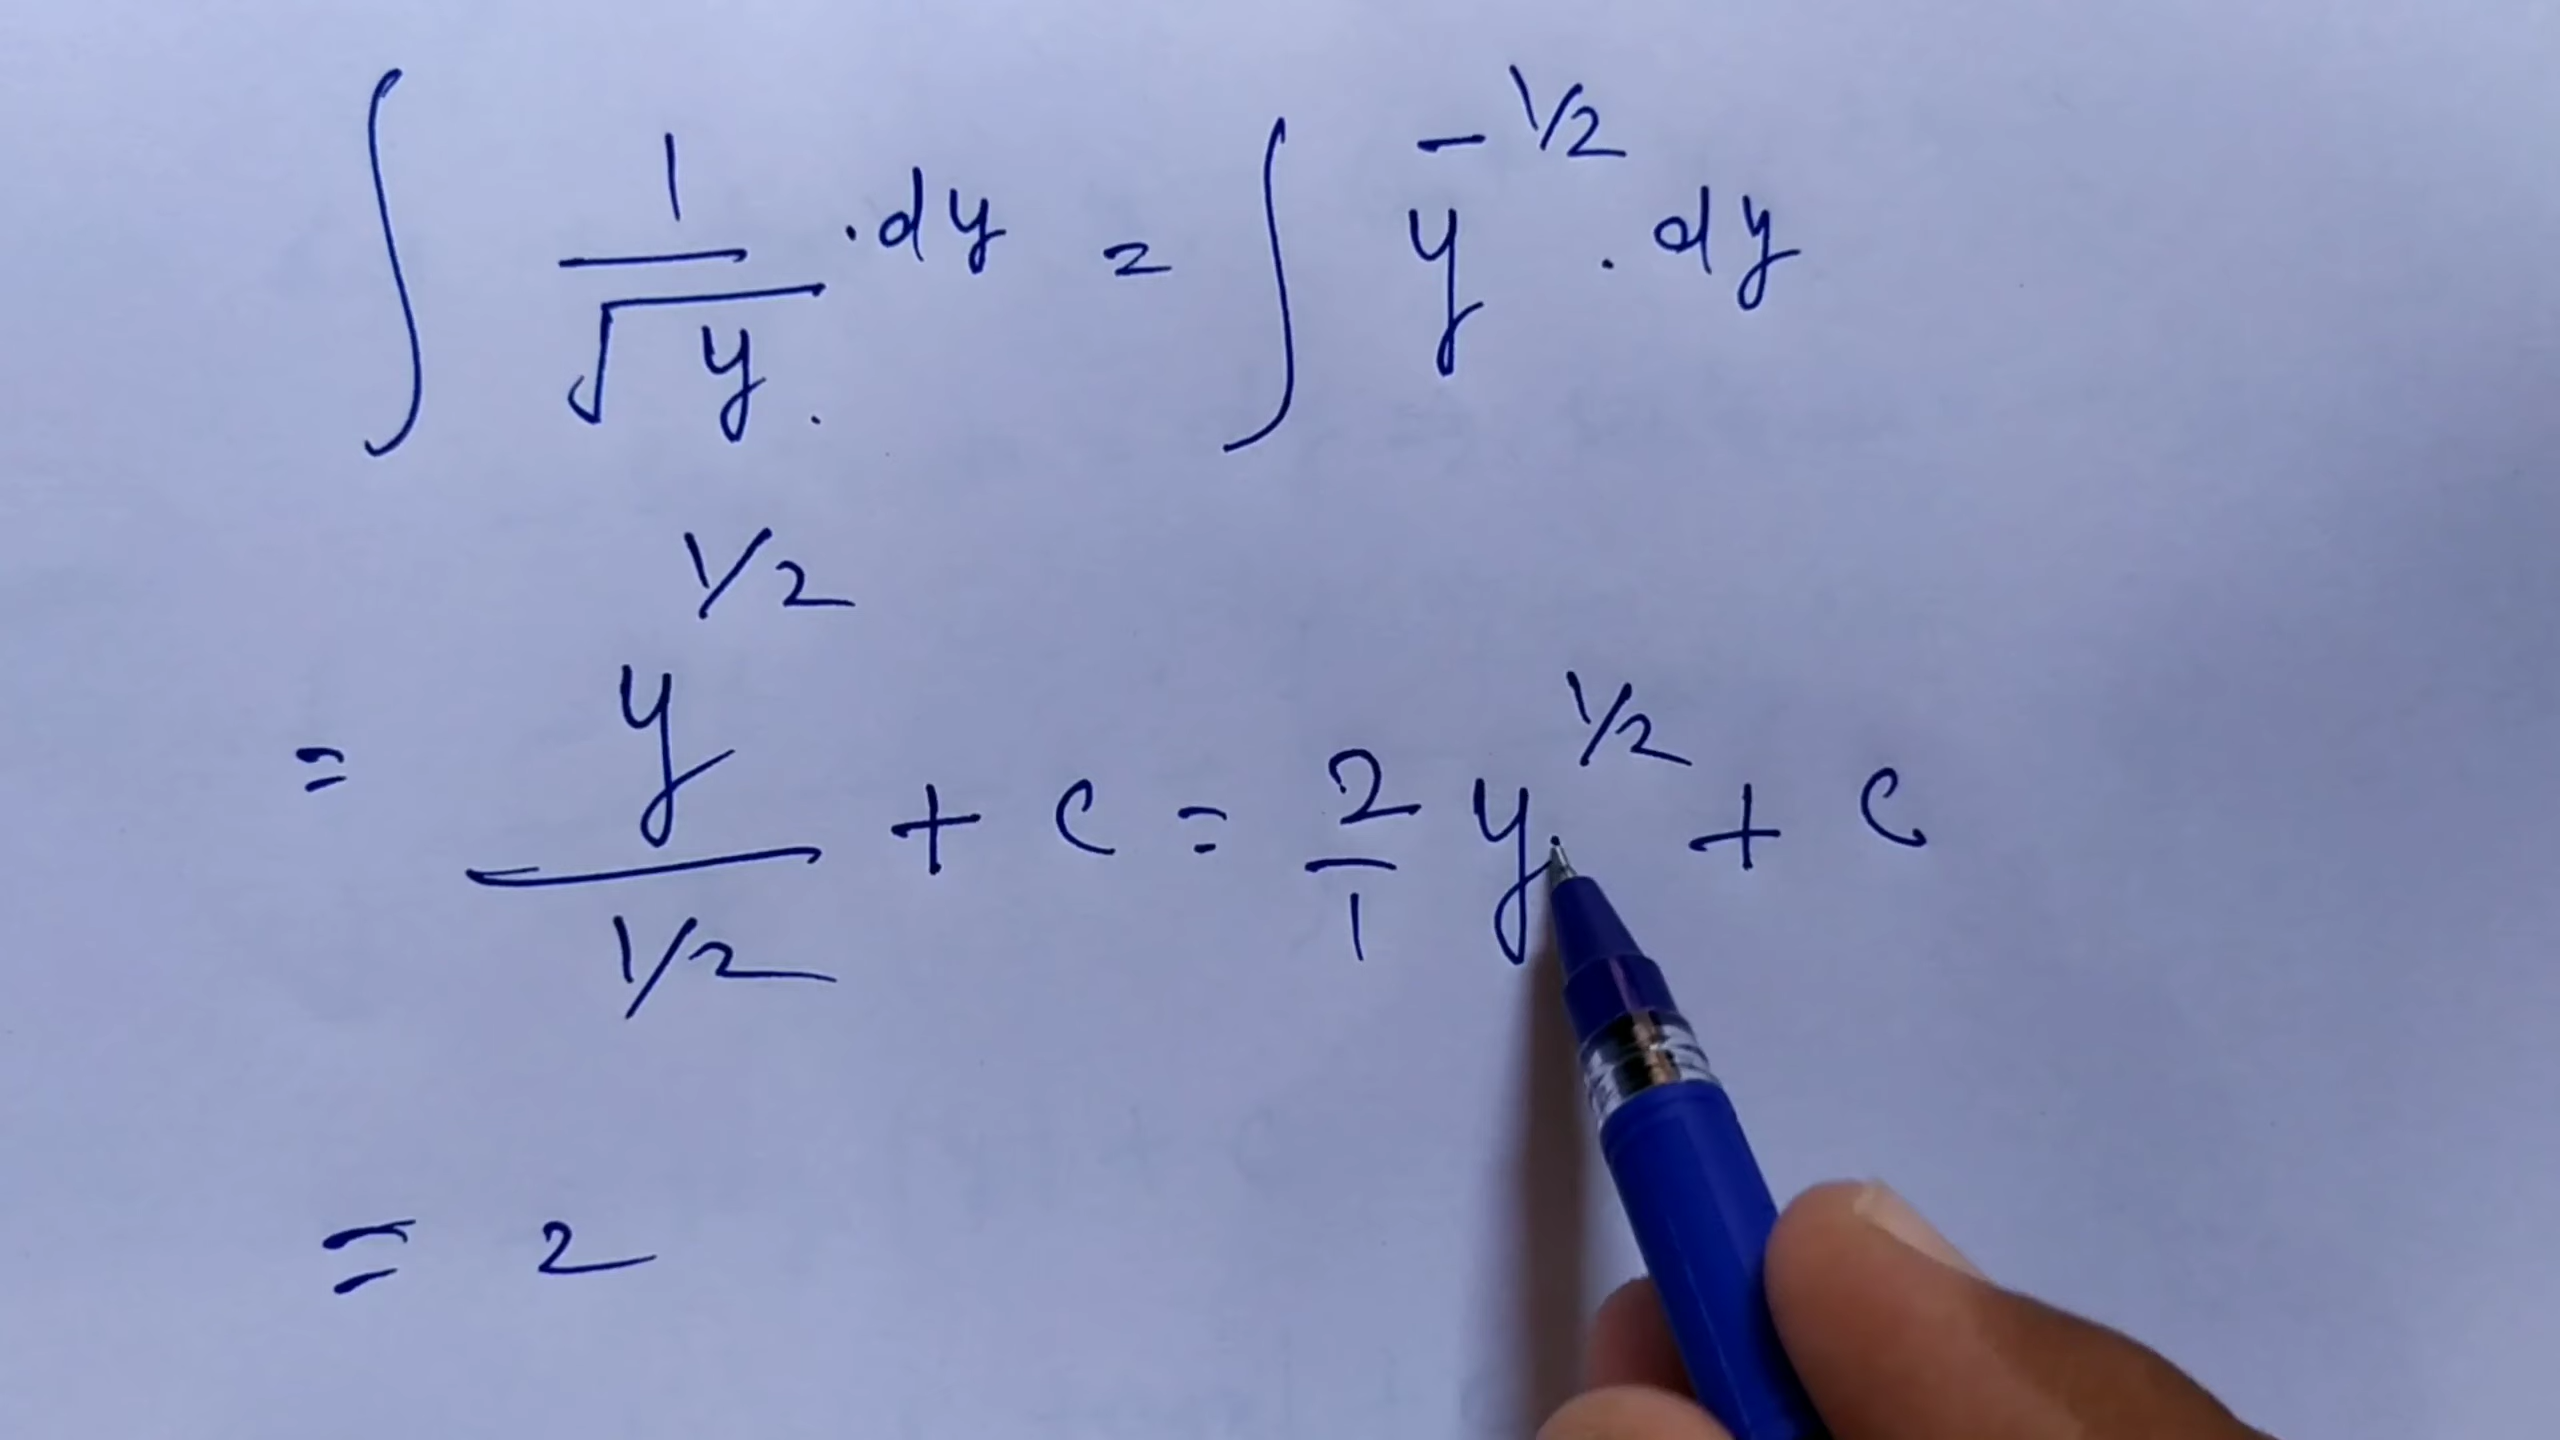 ∫ 1/√y . dy = ∫ y^(-1/2) . dy
= y^(1/2) / (1/2) + c = 2/1 y^(1/2) + c
= 2